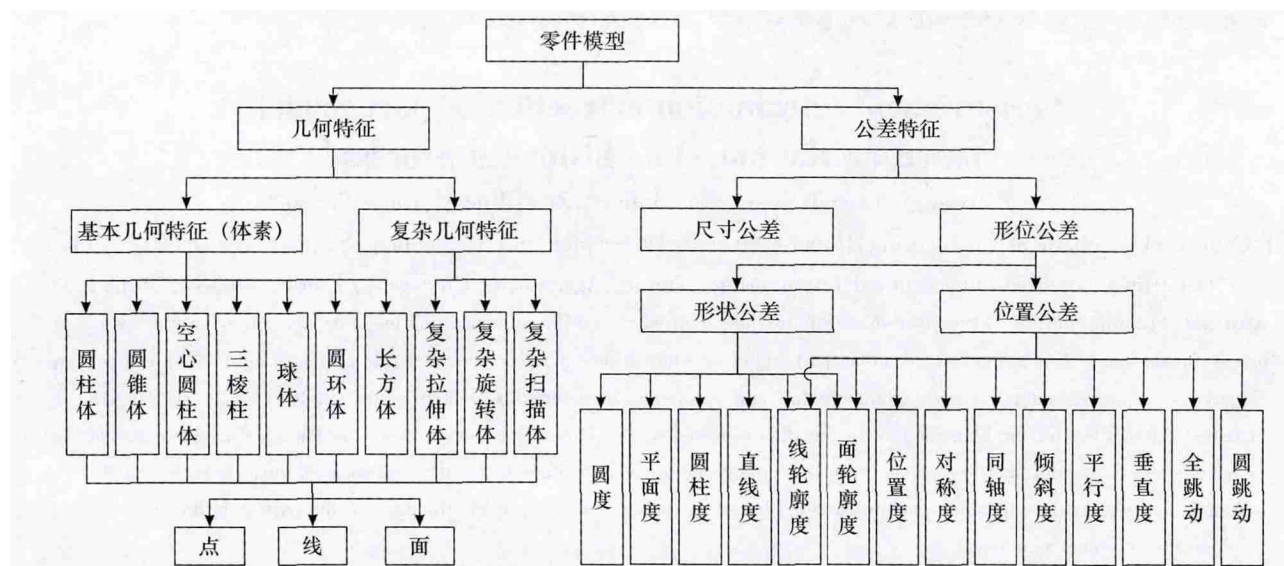 零件模型
几何特征
公差特征
基本几何特征（体素）
复杂几何特征
尺寸公差
形位公差
形状公差
位置公差
圆柱体
圆锥体
空心圆柱体
三棱柱
球体
圆环体
长方体
复杂拉伸体
复杂旋转体
复杂扫描体
圆度
平面度
圆柱度
直线度
线轮廓度
面轮廓度
位置度
对称度
同轴度
倾斜度
平行度
垂直度
全跳动
圆跳动
点
线
面